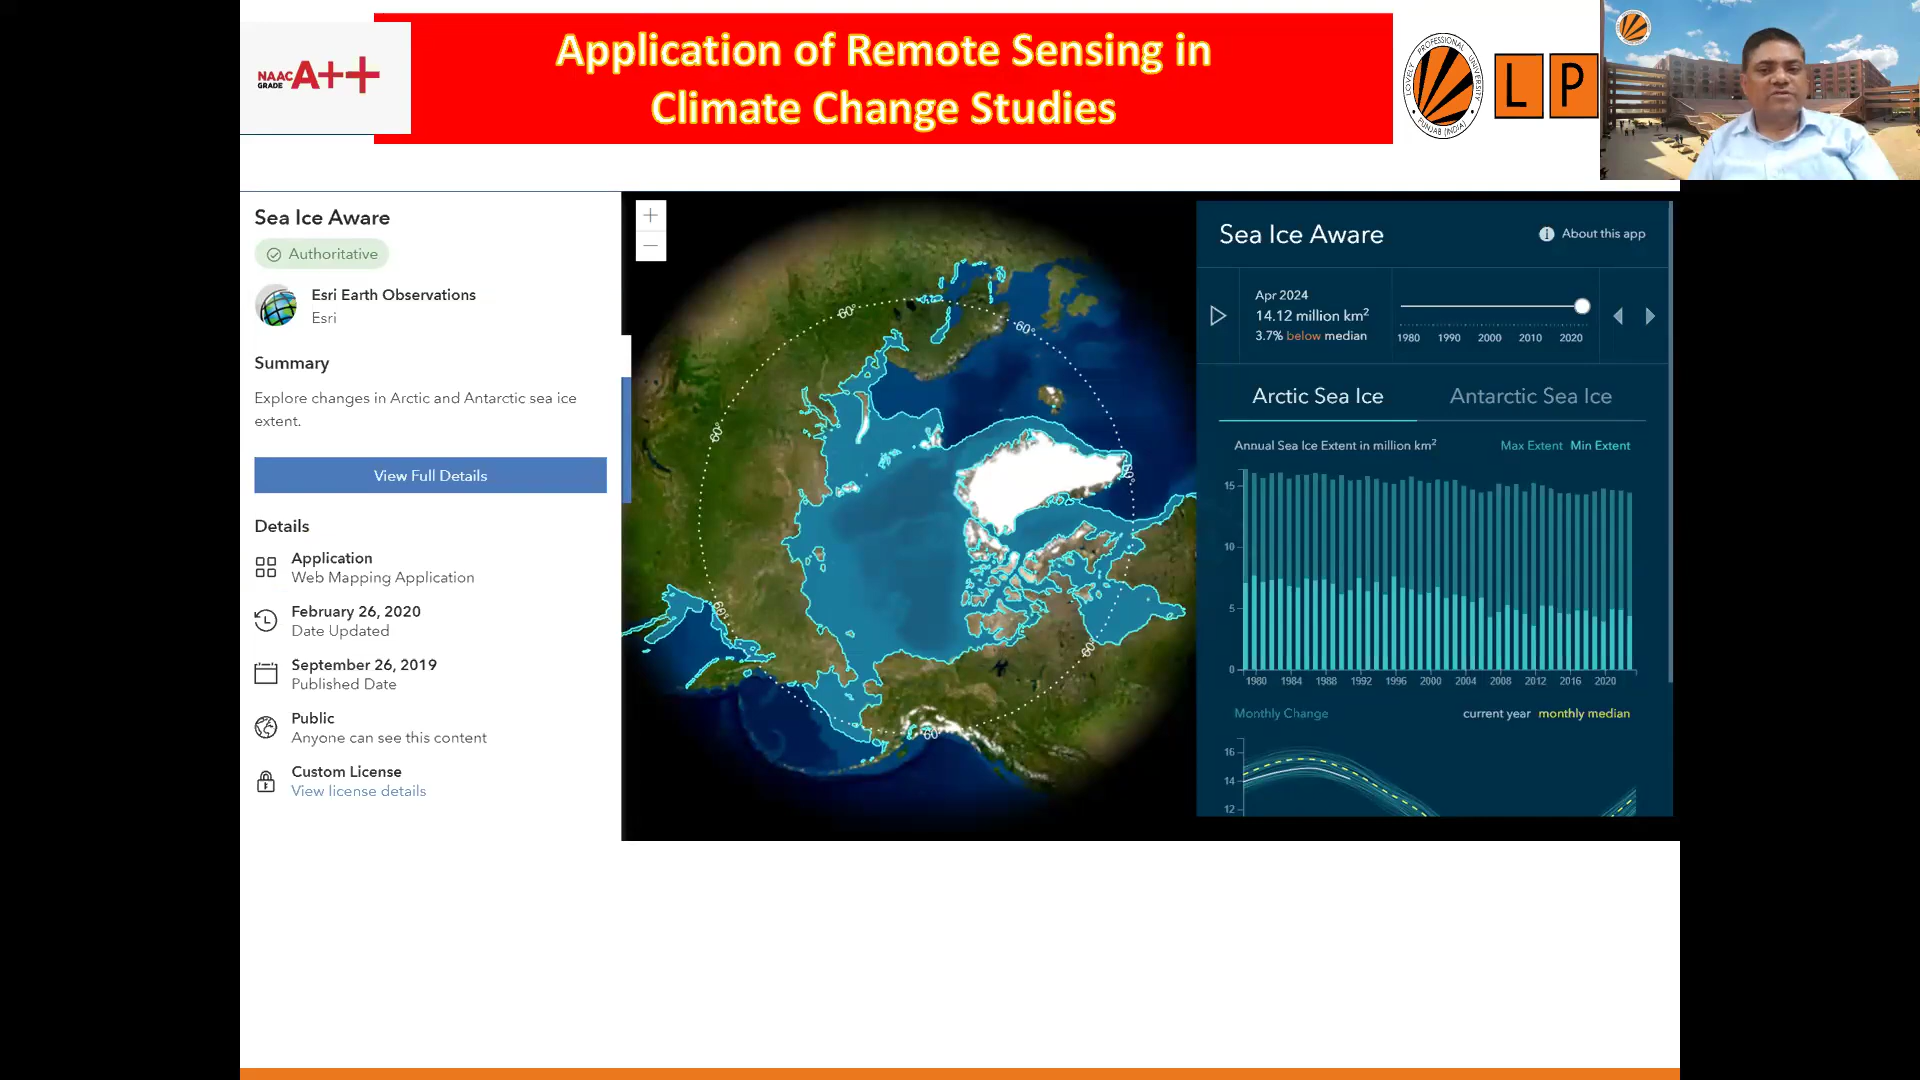 NAAC
GRADE
A++
Application of Remote Sensing in
Climate Change Studies
LOVELY PROFESSIONAL UNIVERSITY
PUNJAB (INDIA)
L P
Sea Ice Aware
Authoritative
Esri Earth Observations
Esri
Summary
Explore changes in Arctic and Antarctic sea ice
extent.
View Full Details
Details
Application
Web Mapping Application
February 26, 2020
Date Updated
September 26, 2019
Published Date
Public
Anyone can see this content
Custom License
View license details
+
−
60°
60°
60°
60°
60°
60°
60°
Sea Ice Aware
About this app
Apr 2024
14.12 million km²
3.7% below median
1980 1990 2000 2010 2020
Arctic Sea Ice
Antarctic Sea Ice
Annual Sea Ice Extent in million km²
Max Extent Min Extent
15
10
5
0
1980 1984 1988 1992 1996 2000 2004 2008 2012 2016 2020
Monthly Change
current year monthly median
16
14
12